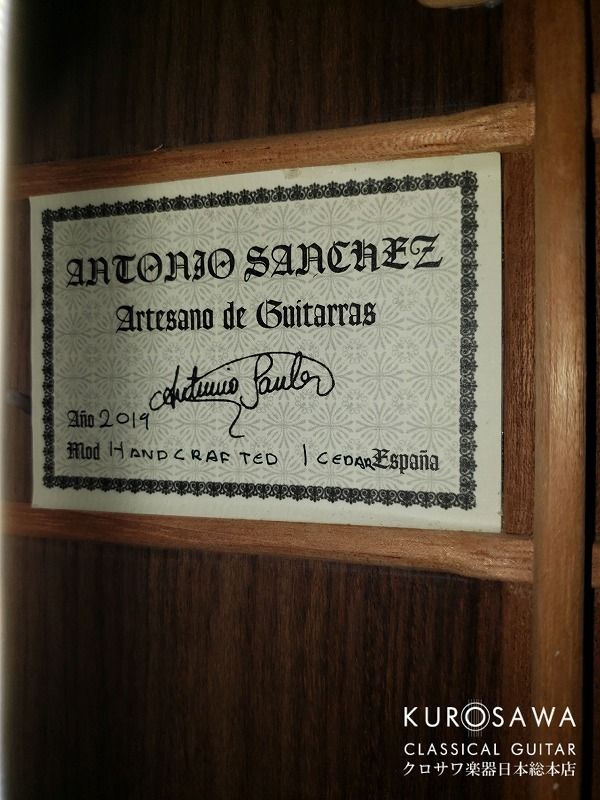 ANTONIO SANCHEZ
Artesano de Guitarras
Antonio Sanchez
Año 2019
Mod HANDCRAFTED 1 CEDAR España
KUROSAWA
CLASSICAL GUITAR
クロサワ楽器日本総本店